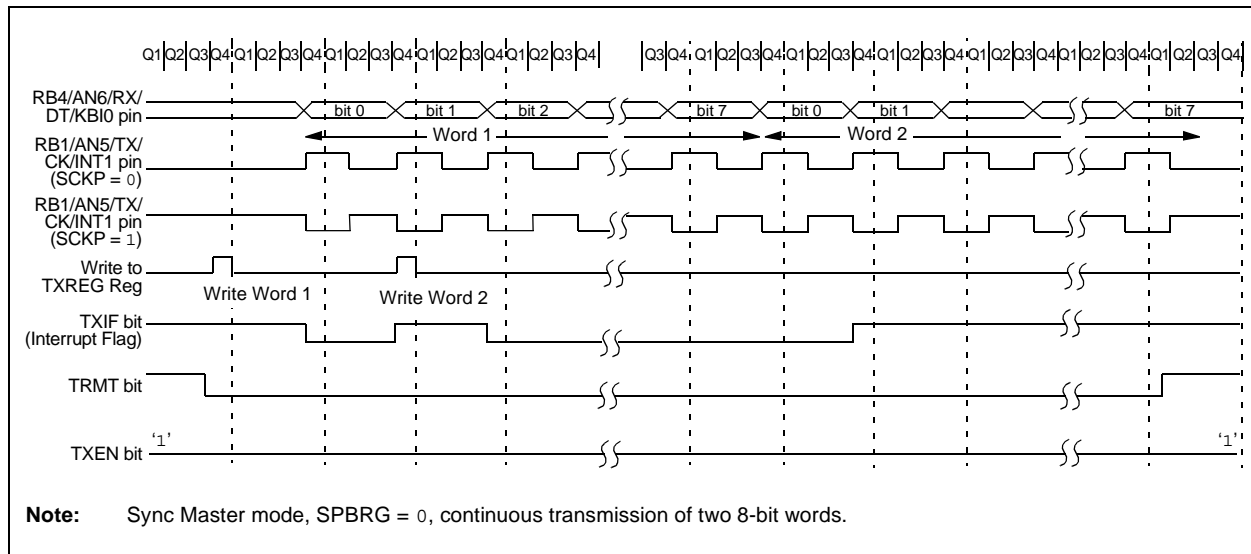 Q1 Q2 Q3 Q4 Q1 Q2 Q3 Q4 Q1 Q2 Q3 Q4 Q1 Q2 Q3 Q4 Q1 Q2 Q3 Q4 Q3 Q4 Q1 Q2 Q3 Q4 Q1 Q2 Q3 Q4 Q1 Q2 Q3 Q4 Q1 Q2 Q3 Q4 Q1 Q2 Q3 Q4 Q1 Q2 Q3 Q4
RB4/AN6/RX/
DT/KBI0 pin
bit 0 bit 1 bit 2 bit 7 bit 0 bit 1 bit 7
Word 1 Word 2
RB1/AN5/TX/
CK/INT1 pin
(SCKP = 0)
RB1/AN5/TX/
CK/INT1 pin
(SCKP = 1)
Write to
TXREG Reg
Write Word 1 Write Word 2
TXIF bit
(Interrupt Flag)
TRMT bit
‘1’ ‘1’
TXEN bit
Note: Sync Master mode, SPBRG = 0, continuous transmission of two 8-bit words.